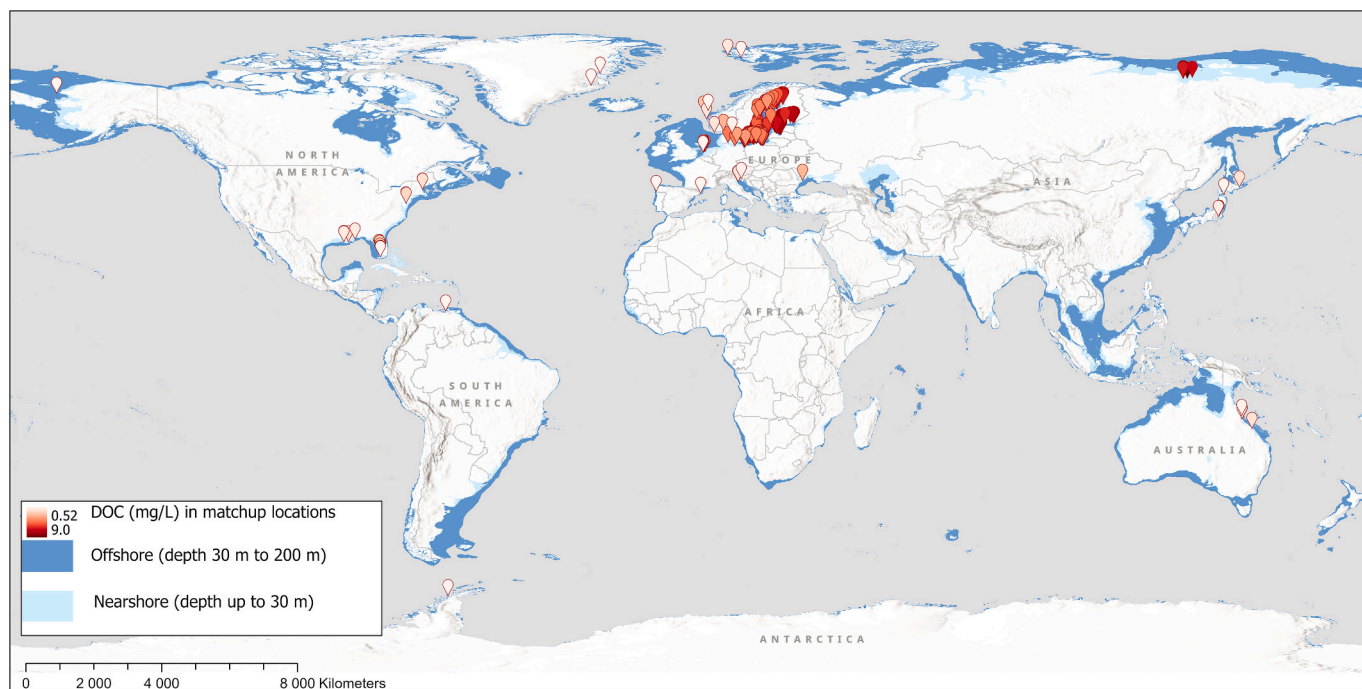 NORTH
AMERICA
EUROPE
ASIA
AFRICA
SOUTH
AMERICA
AUSTRALIA
0.52
9.0
DOC (mg/L) in matchup locations
Offshore (depth 30 m to 200 m)
Nearshore (depth up to 30 m)
ANTARCTICA
0 2 000 4 000 8 000 Kilometers